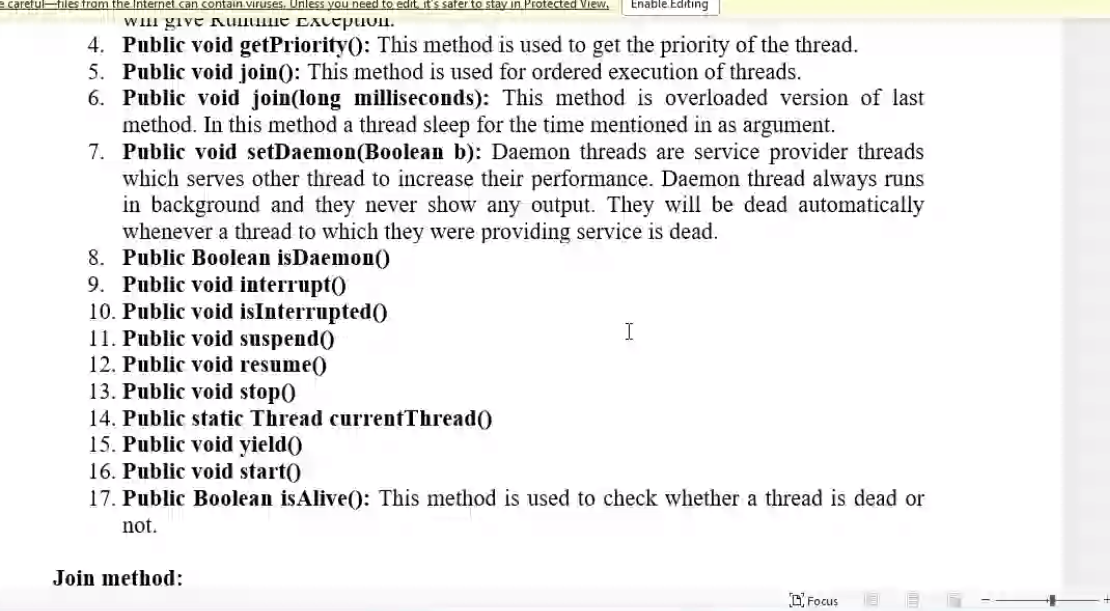 careful—files from the Internet can contain viruses. Unless you need to edit, it's safer to stay in Protected View.
Enable Editing
will give Runtime Exception.
4. Public void getPriority(): This method is used to get the priority of the thread.
5. Public void join(): This method is used for ordered execution of threads.
6. Public void join(long milliseconds): This method is overloaded version of last
method. In this method a thread sleep for the time mentioned in as argument.
7. Public void setDaemon(Boolean b): Daemon threads are service provider threads
which serves other thread to increase their performance. Daemon thread always runs
in background and they never show any output. They will be dead automatically
whenever a thread to which they were providing service is dead.
8. Public Boolean isDaemon()
9. Public void interrupt()
10. Public void isInterrupted()
11. Public void suspend()
12. Public void resume()
13. Public void stop()
14. Public static Thread currentThread()
15. Public void yield()
16. Public void start()
17. Public Boolean isAlive(): This method is used to check whether a thread is dead or
not.
Join method:
Focus